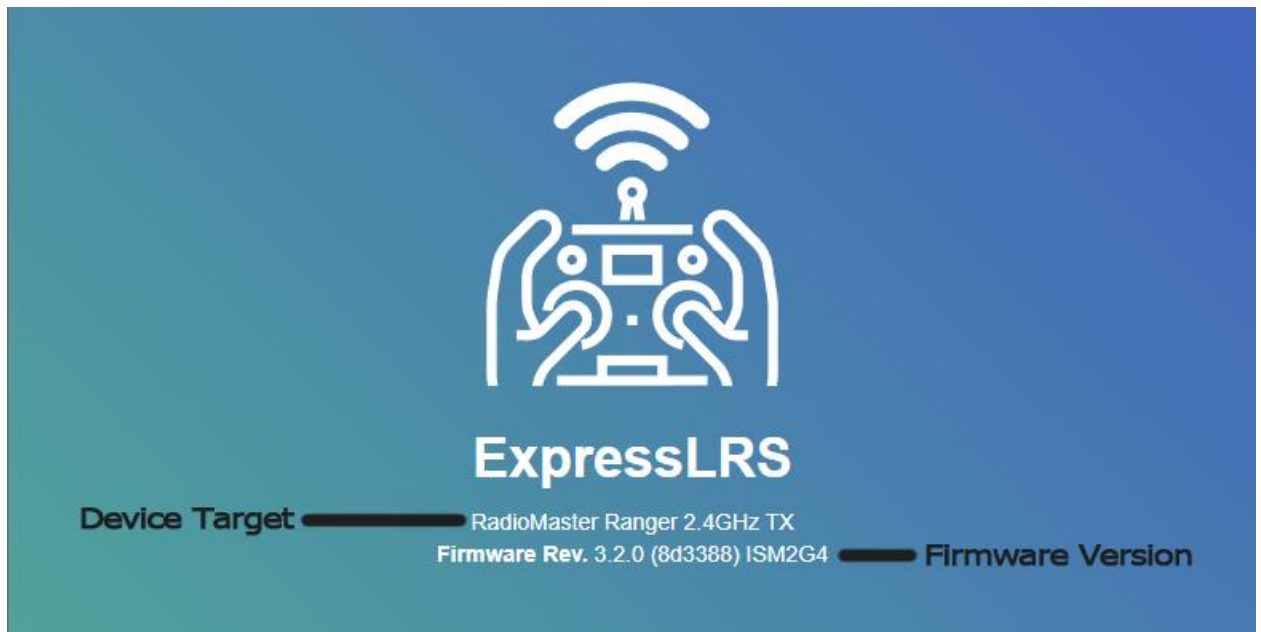 ExpressLRS
Device Target
RadioMaster Ranger 2.4GHz TX
Firmware Rev. 3.2.0 (8d3388) ISM2G4
Firmware Version